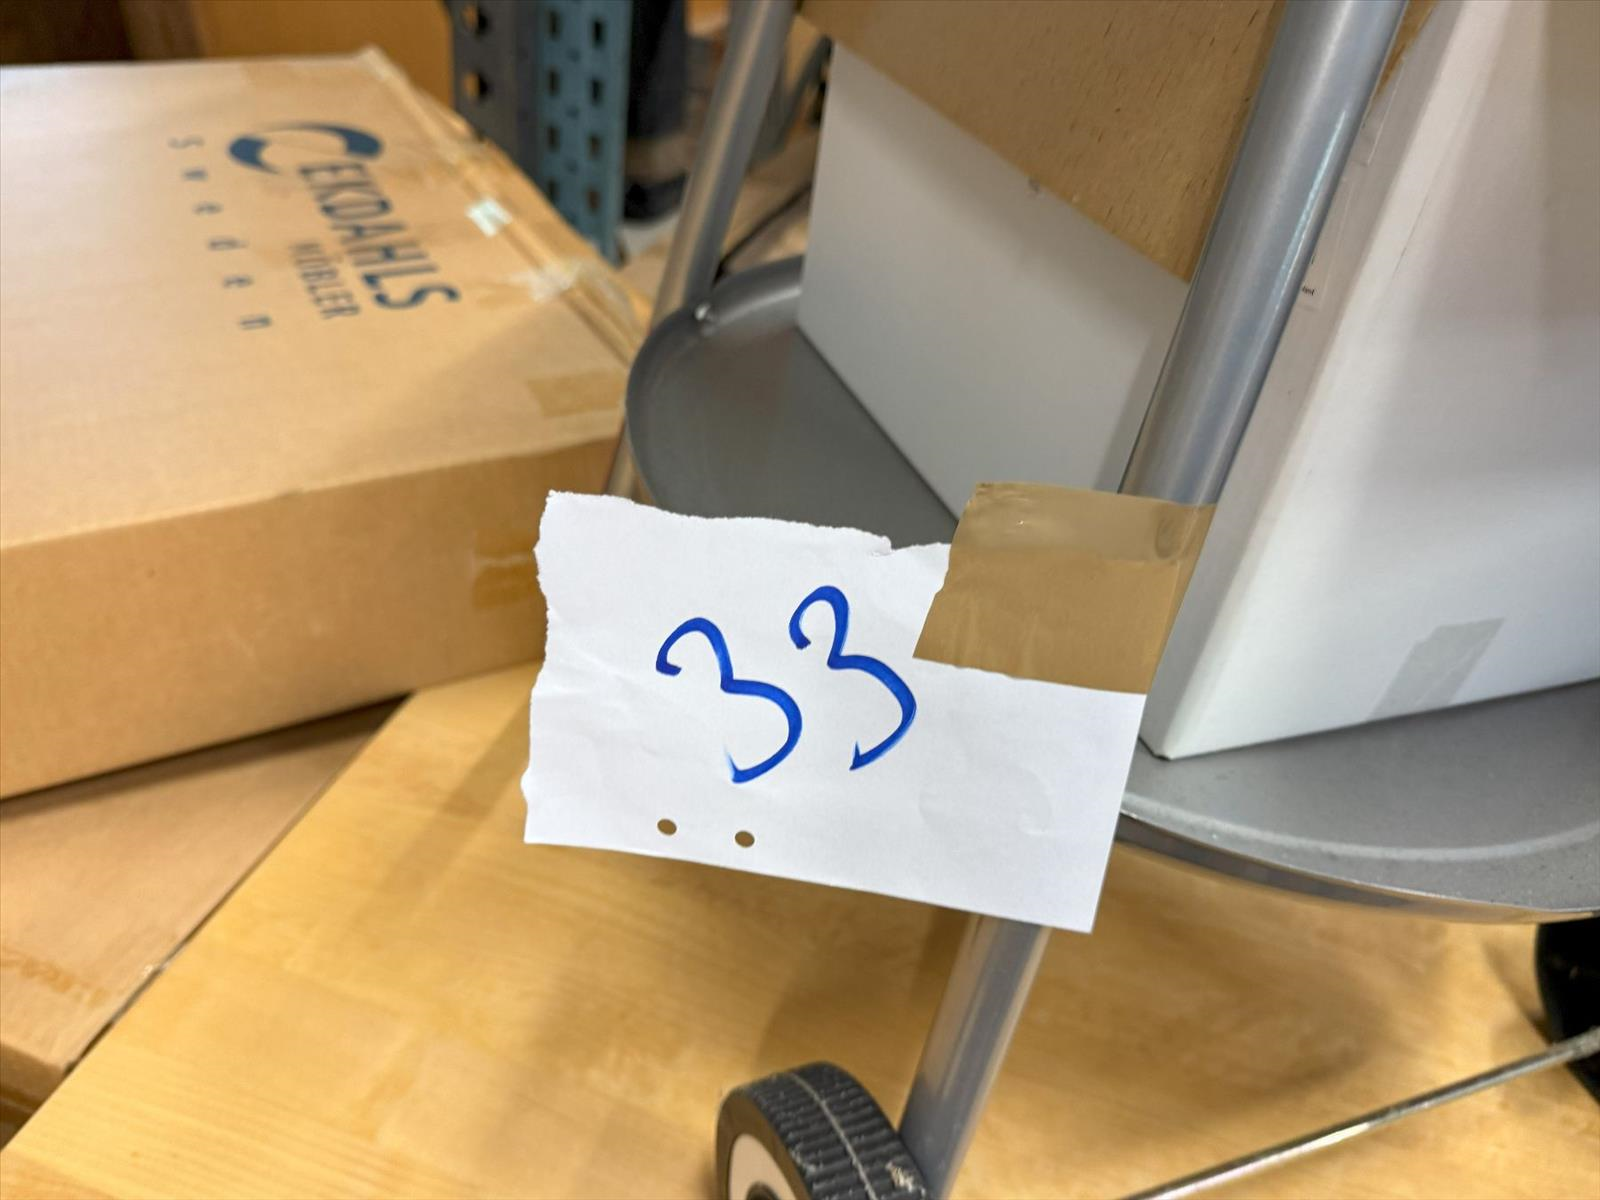 EKDAHLS
MÖBLER
Sweden
33